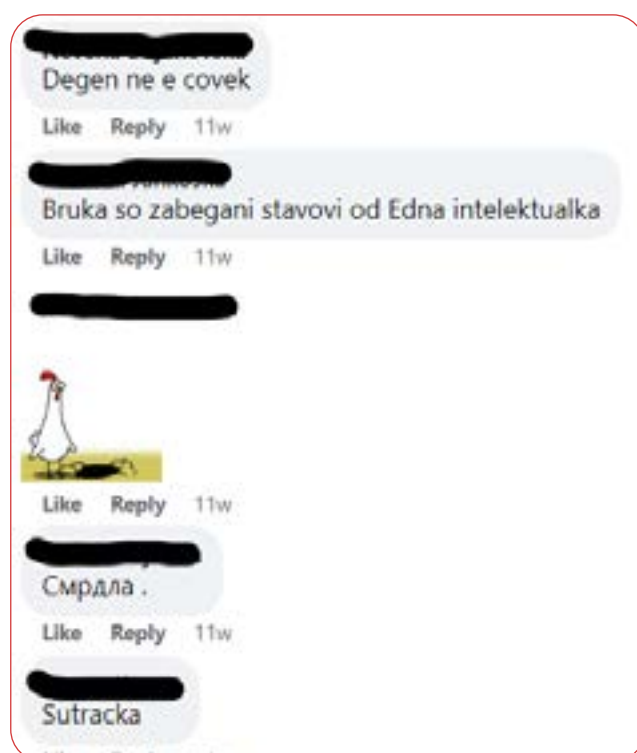 Degen ne e covek
Like Reply 11w
Bruka so zabegani stavovi od Edna intelektualka
Like Reply 11w
Like Reply 11w
Смрдла .
Like Reply 11w
Sutracka